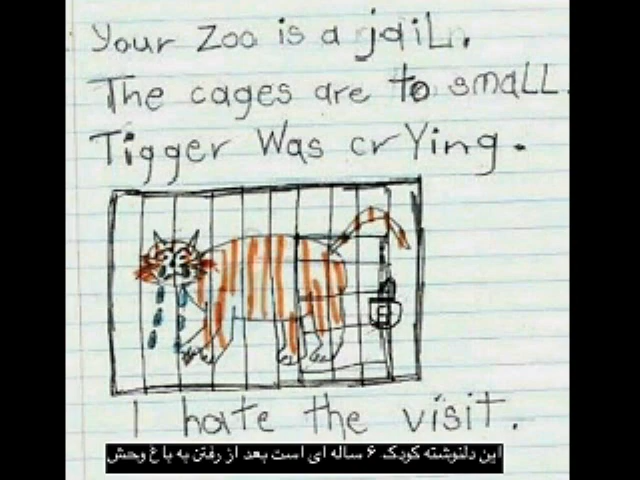 Your Zoo is a jail.
The cages are to small.
Tigger Was crYing.
I hate the visit.
این دلنوشته کودک ۶ ساله ای است بعد از رفتن به باغ وحش